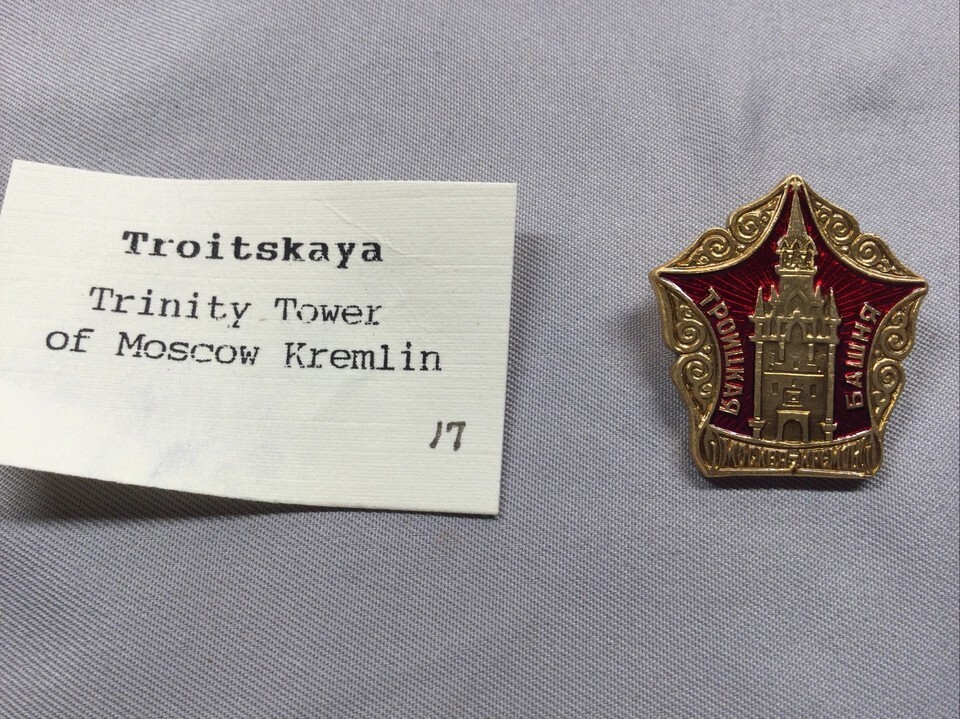 Troitskaya
Trinity Tower
of Moscow Kremlin
17
ТРОИЦКАЯ
БАШНЯ
МОСКВА-КРЕМЛЬ